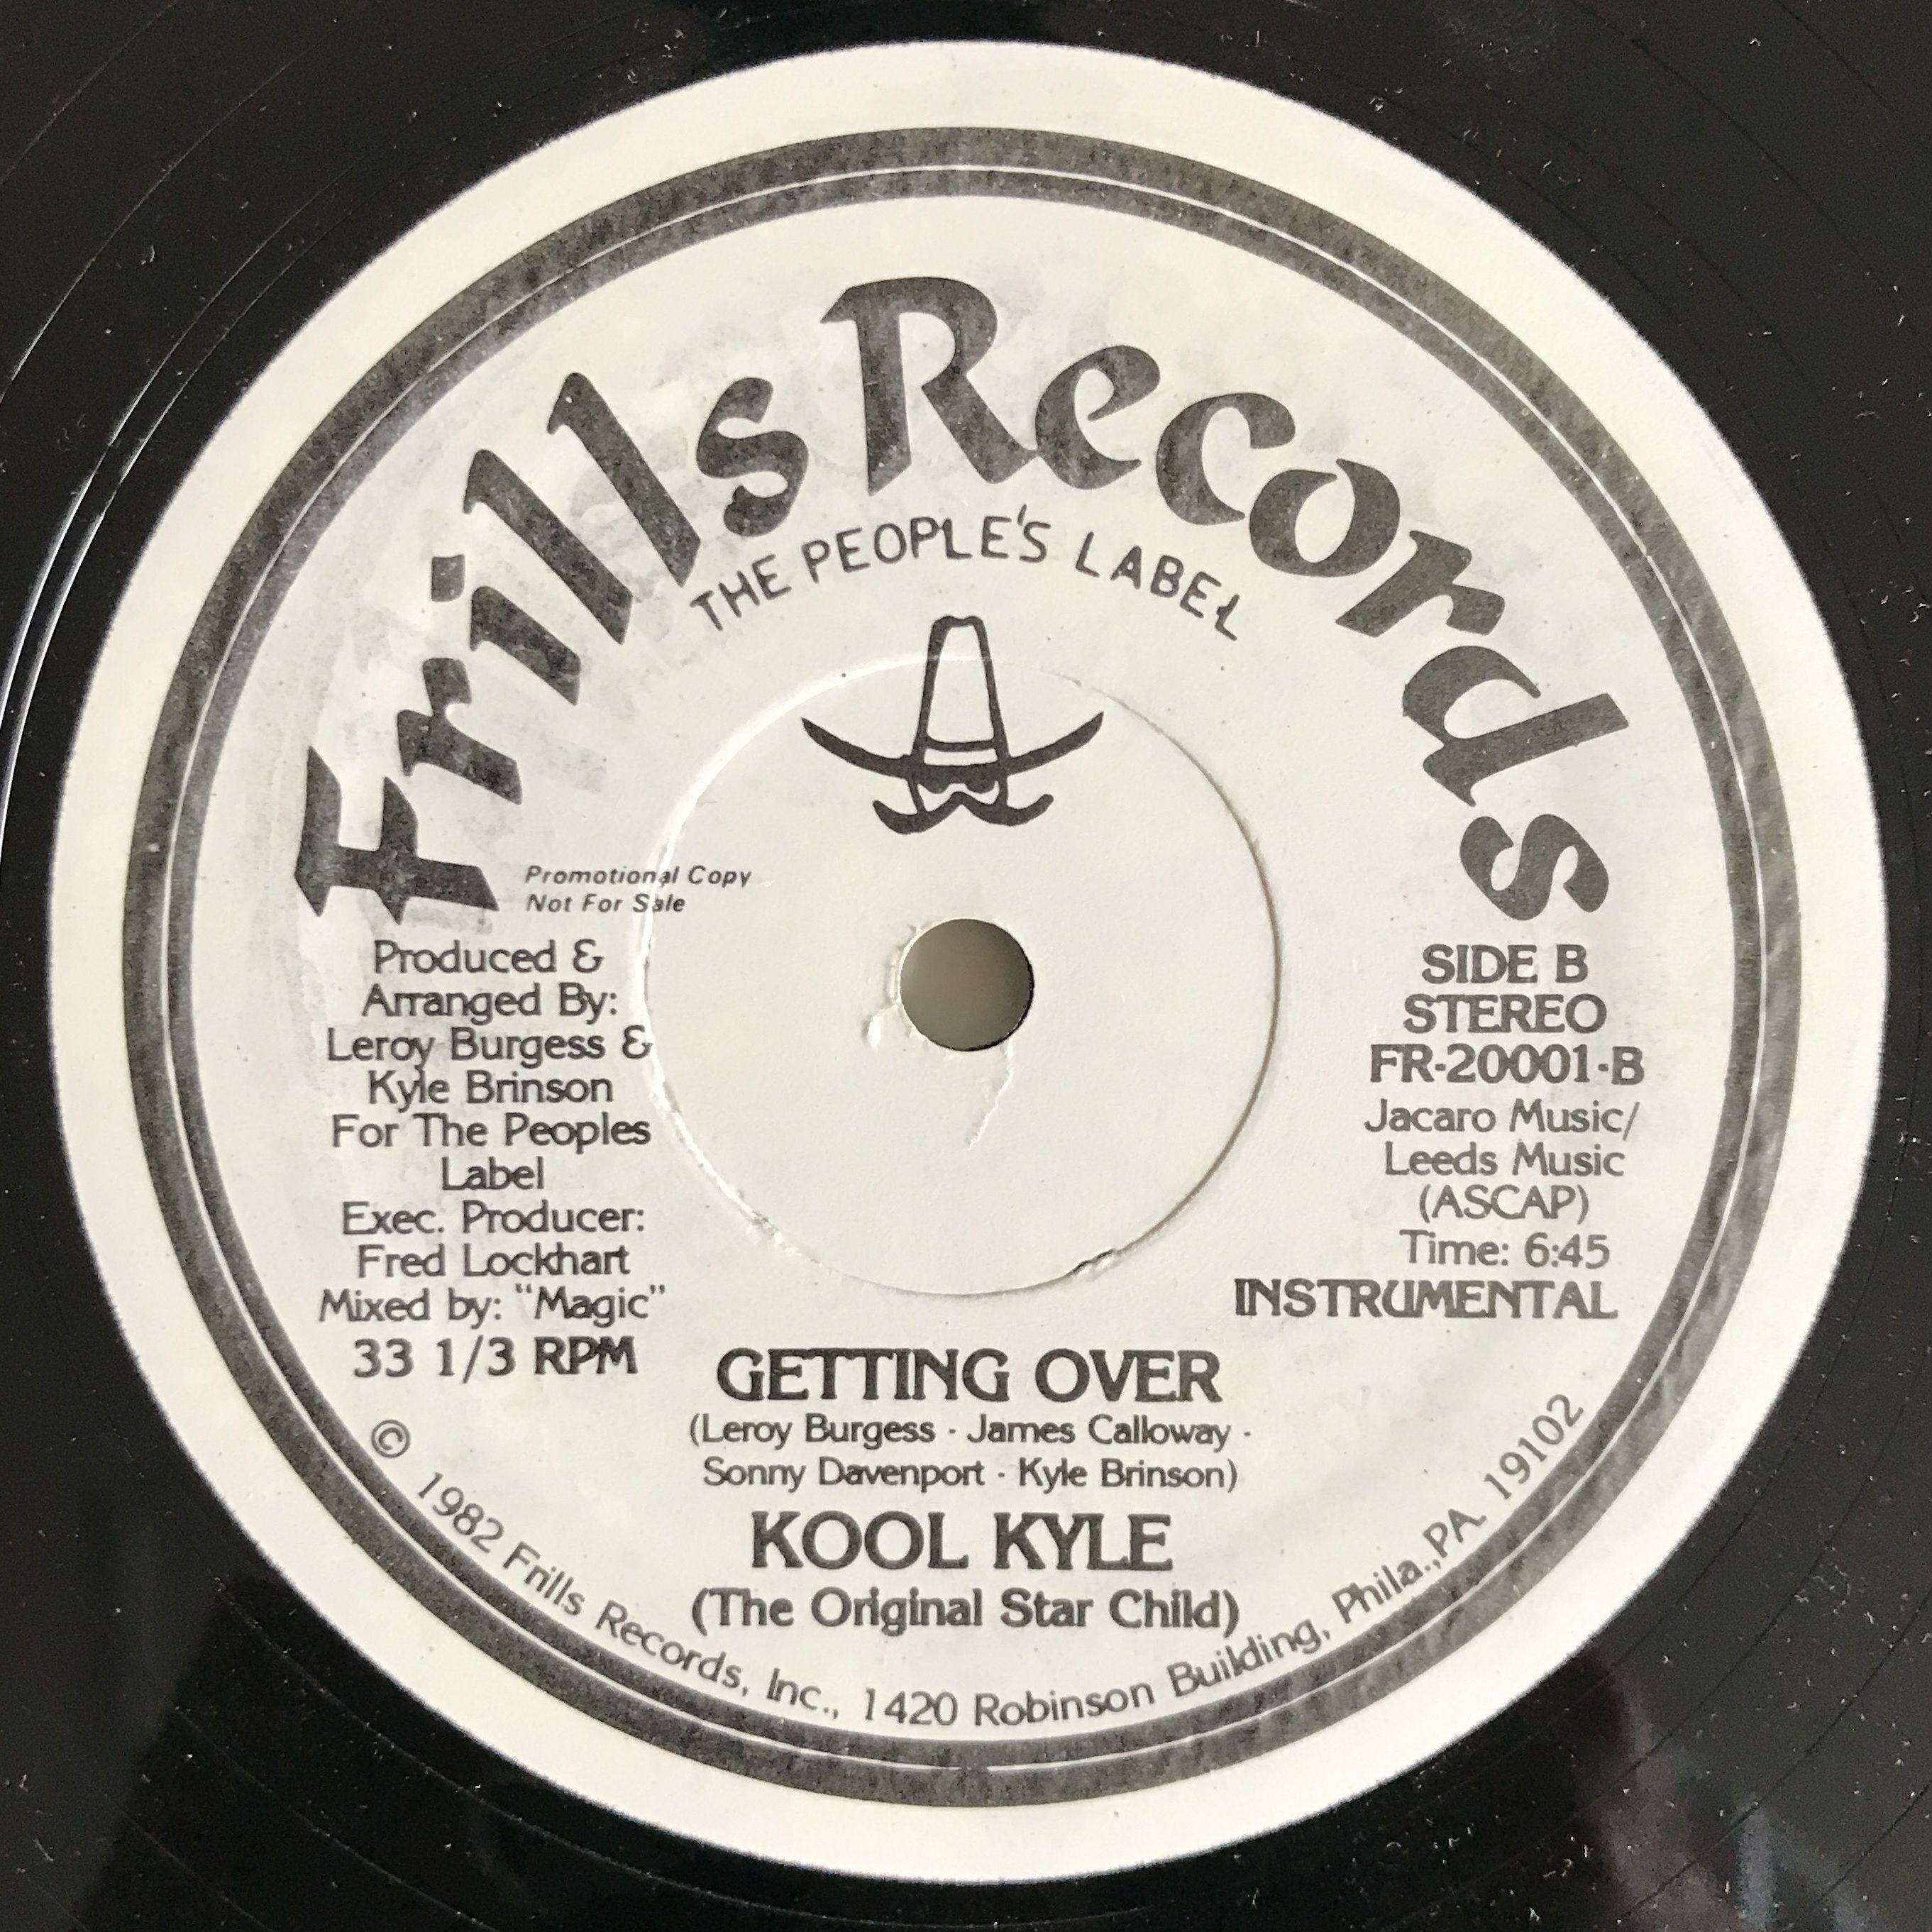 Frills Records
THE PEOPLE'S LABEL
Promotional Copy
Not For Sale
Produced &
Arranged By:
Leroy Burgess &
Kyle Brinson
For The Peoples
Label
Exec. Producer:
Fred Lockhart
Mixed by: "Magic"
33 1/3 RPM
SIDE B
STEREO
FR-20001-B
Jacaro Music/
Leeds Music
(ASCAP)
Time: 6:45
INSTRUMENTAL
GETTING OVER
(Leroy Burgess · James Calloway ·
Sonny Davenport · Kyle Brinson)
KOOL KYLE
(The Original Star Child)
© 1982 Frills Records, Inc., 1420 Robinson Building, Phila.,PA. 19102